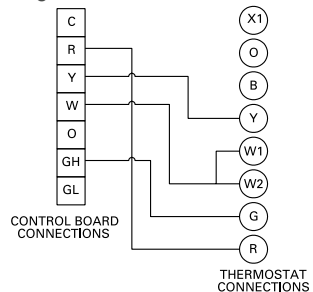 C
R
Y
W
O
GH
GL
CONTROL BOARD
CONNECTIONS
X1
O
B
Y
W1
W2
G
R
THERMOSTAT
CONNECTIONS